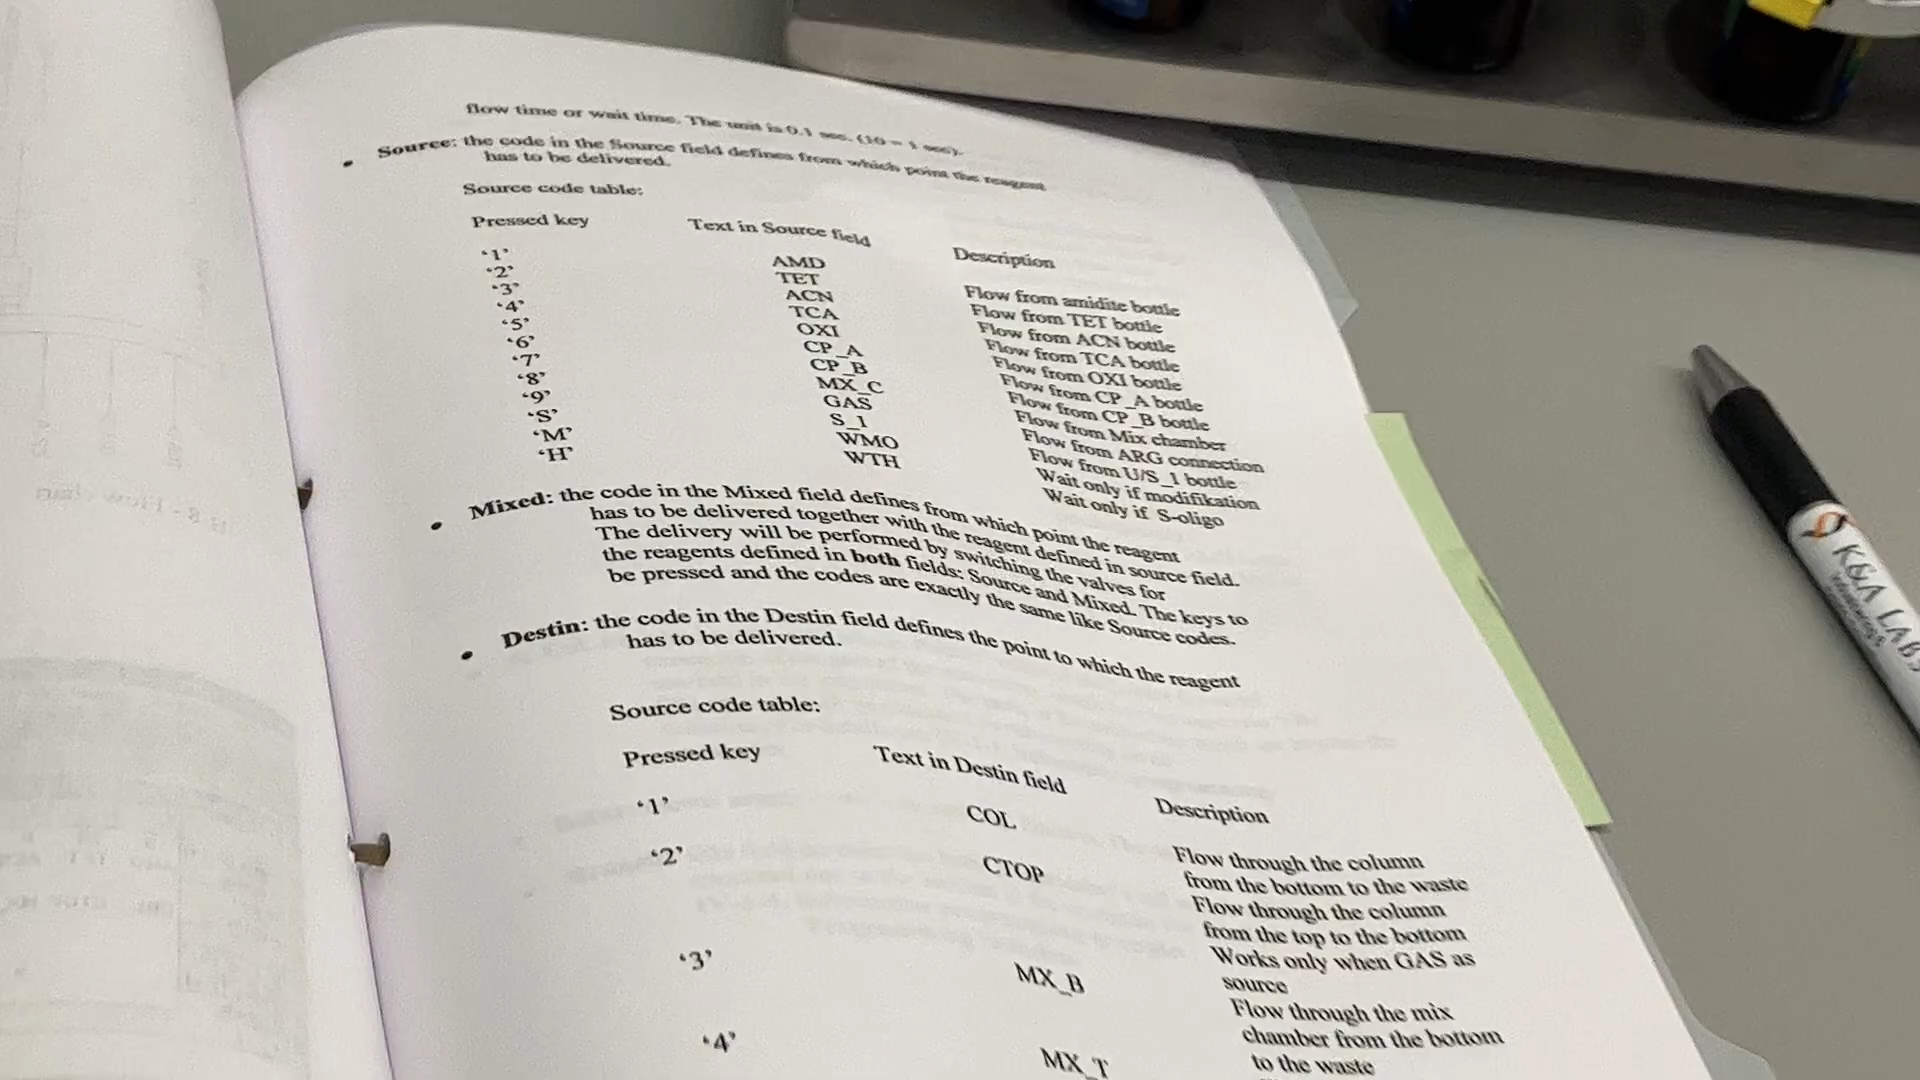 flow time or wait time. The unit is 0.1 sec. (10 = 1 sec).
• Source: the code in the Source field defines from which point the reagent
has to be delivered.
Source code table:
Pressed key Text in Source field Description
‘1’ AMD Flow from amidite bottle
‘2’ TET Flow from TET bottle
‘3’ ACN Flow from ACN bottle
‘4’ TCA Flow from TCA bottle
‘5’ OXI Flow from OXI bottle
‘6’ CP_A Flow from CP_A bottle
‘7’ CP_B Flow from CP_B bottle
‘8’ MX_C Flow from Mix chamber
‘9’ GAS Flow from ARG connection
‘S’ S_1 Flow from U/S_1 bottle
‘M’ WMO Wait only if modifikation
‘H’ WTH Wait only if S-oligo
• Mixed: the code in the Mixed field defines from which point the reagent
has to be delivered together with the reagent defined in source field.
The delivery will be performed by switching the valves for
the reagents defined in both fields: Source and Mixed. The keys to
be pressed and the codes are exactly the same like Source codes.
• Destin: the code in the Destin field defines the point to which the reagent
has to be delivered.
Source code table:
Pressed key Text in Destin field Description
‘1’ COL Flow through the column
from the bottom to the waste
‘2’ CTOP Flow through the column
from the top to the bottom
Works only when GAS as
source
‘3’ MX_B Flow through the mix
chamber from the bottom
to the waste
‘4’ MX_T
K&A LABS